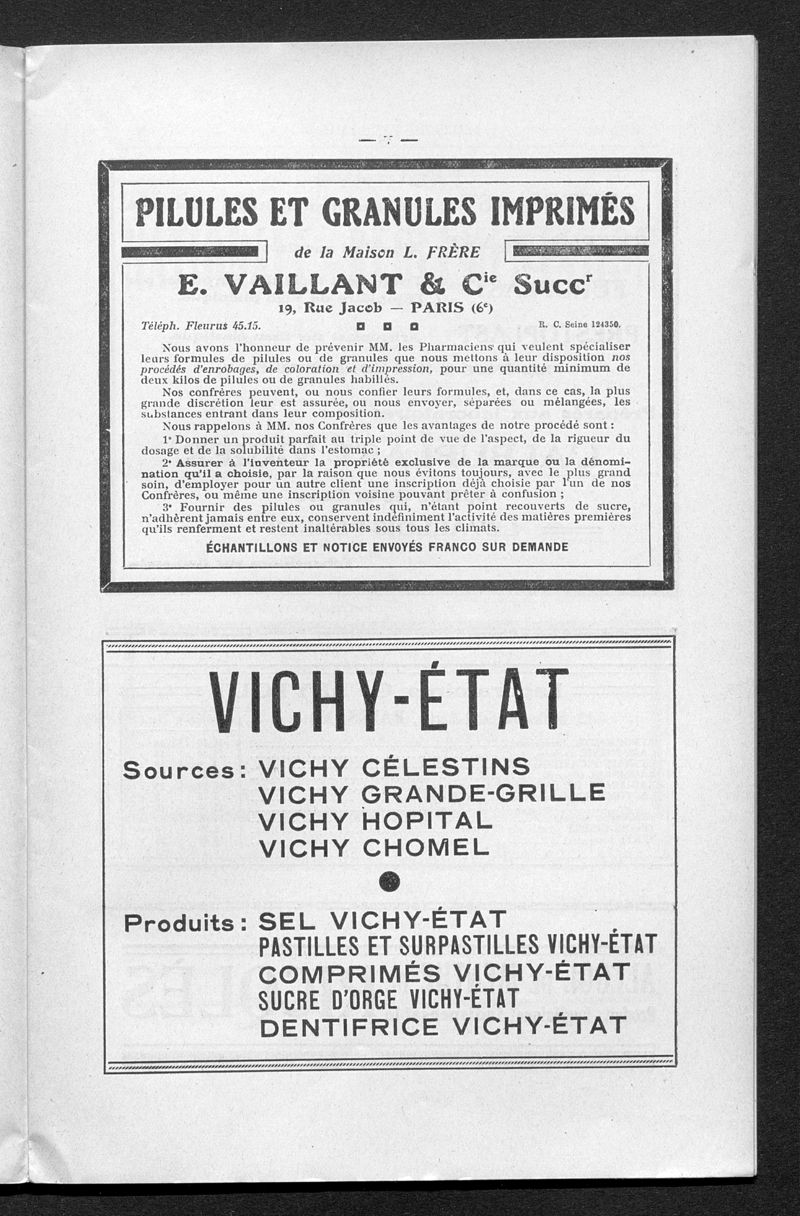 — 7 —
PILULES ET GRANULES IMPRIMÉS
de la Maison L. FRÈRE
E. VAILLANT & Cie Succr
19, Rue Jacob — PARIS (6e)
Téléph. Fleurus 45.15.
R. C. Seine 124350.
Nous avons l'honneur de prévenir MM. les Pharmaciens qui veulent spécialiser
leurs formules de pilules ou de granules que nous mettons à leur disposition nos
procédés d'enrobages, de coloration et d'impression, pour une quantité minimum de
deux kilos de pilules ou de granules habillés.
Nos confrères peuvent, ou nous confier leurs formules, et, dans ce cas, la plus
grande discrétion leur est assurée, ou nous envoyer, séparées ou mélangées, les
substances entrant dans leur composition.
Nous rappelons à MM. nos Confrères que les avantages de notre procédé sont :
1° Donner un produit parfait au triple point de vue de l'aspect, de la rigueur du
dosage et de la solubilité dans l'estomac ;
2° Assurer à l'inventeur la propriété exclusive de la marque ou la dénomi-
nation qu'il a choisie, par la raison que nous évitons toujours, avec le plus grand
soin, d'employer pour un autre client une inscription déjà choisie par l'un de nos
Confrères, ou même une inscription voisine pouvant prêter à confusion ;
3° Fournir des pilules ou granules qui, n'étant point recouverts de sucre,
n'adhèrent jamais entre eux, conservent indéfiniment l'activité des matières premières
qu'ils renferment et restent inaltérables sous tous les climats.
ÉCHANTILLONS ET NOTICE ENVOYÉS FRANCO SUR DEMANDE
VICHY-ÉTAT
Sources : VICHY CÉLESTINS
VICHY GRANDE-GRILLE
VICHY HOPITAL
VICHY CHOMEL
Produits : SEL VICHY-ÉTAT
PASTILLES ET SURPASTILLES VICHY-ÉTAT
COMPRIMÉS VICHY-ÉTAT
SUCRE D'ORGE VICHY-ÉTAT
DENTIFRICE VICHY-ÉTAT